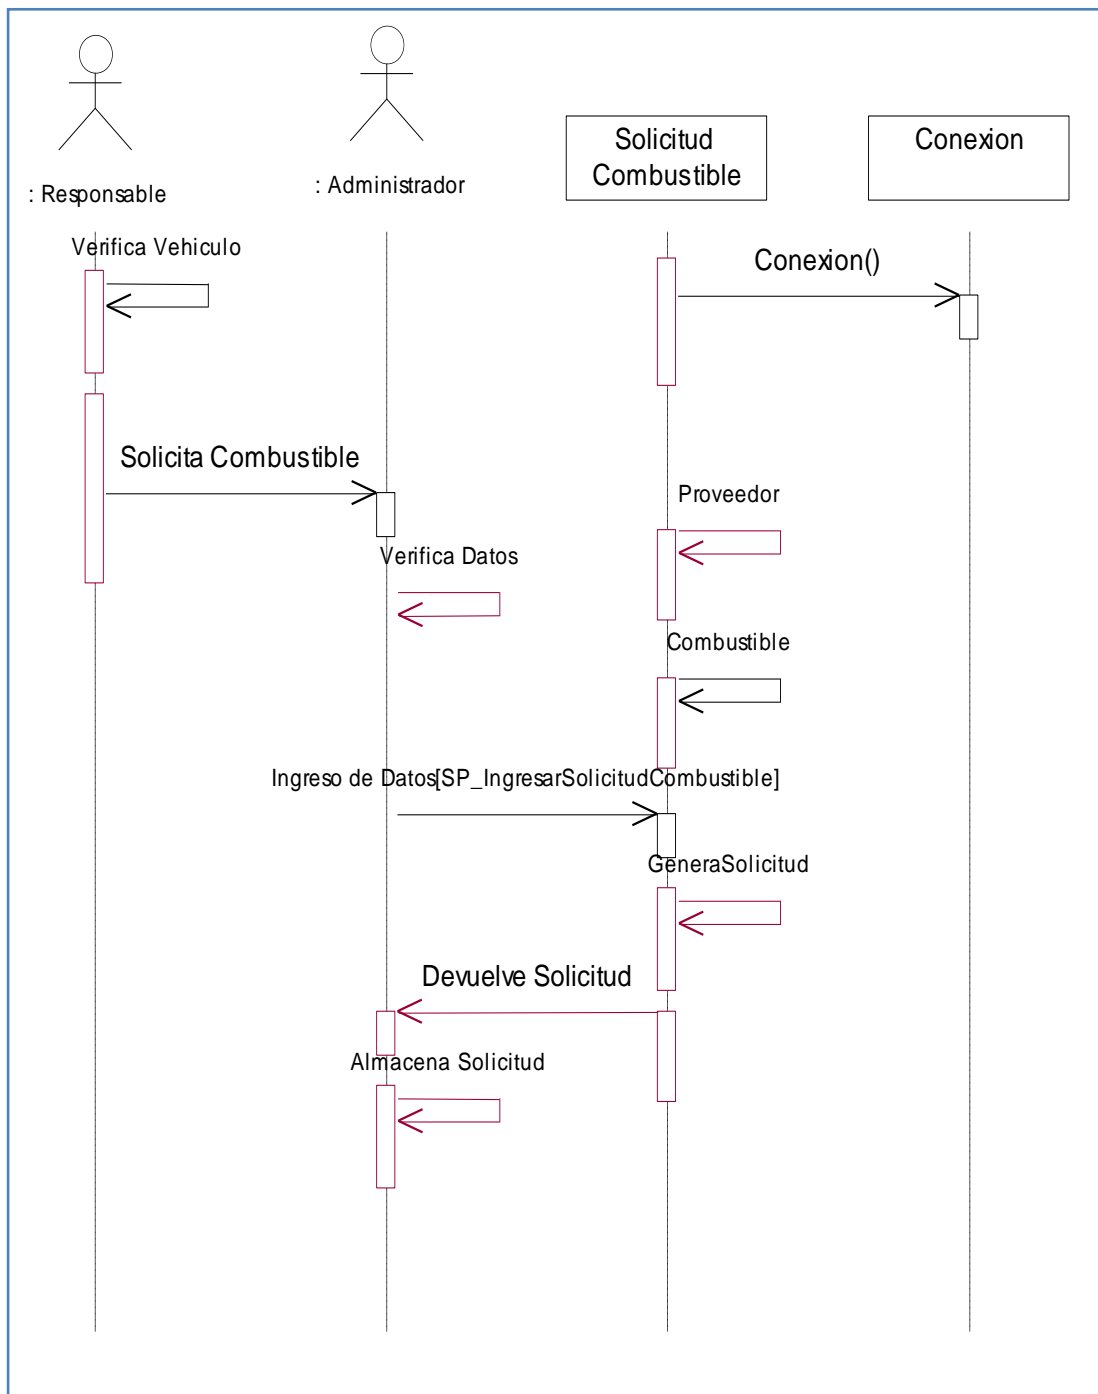 Solicitud
Combustible
Conexion
: Responsable
: Administrador
Verifica Vehiculo
Conexion()
Solicita Combustible
Proveedor
Verifica Datos
Combustible
Ingreso de Datos[SP_IngresarSolicitudCombustible]
GeneraSolicitud
Devuelve Solicitud
Almacena Solicitud